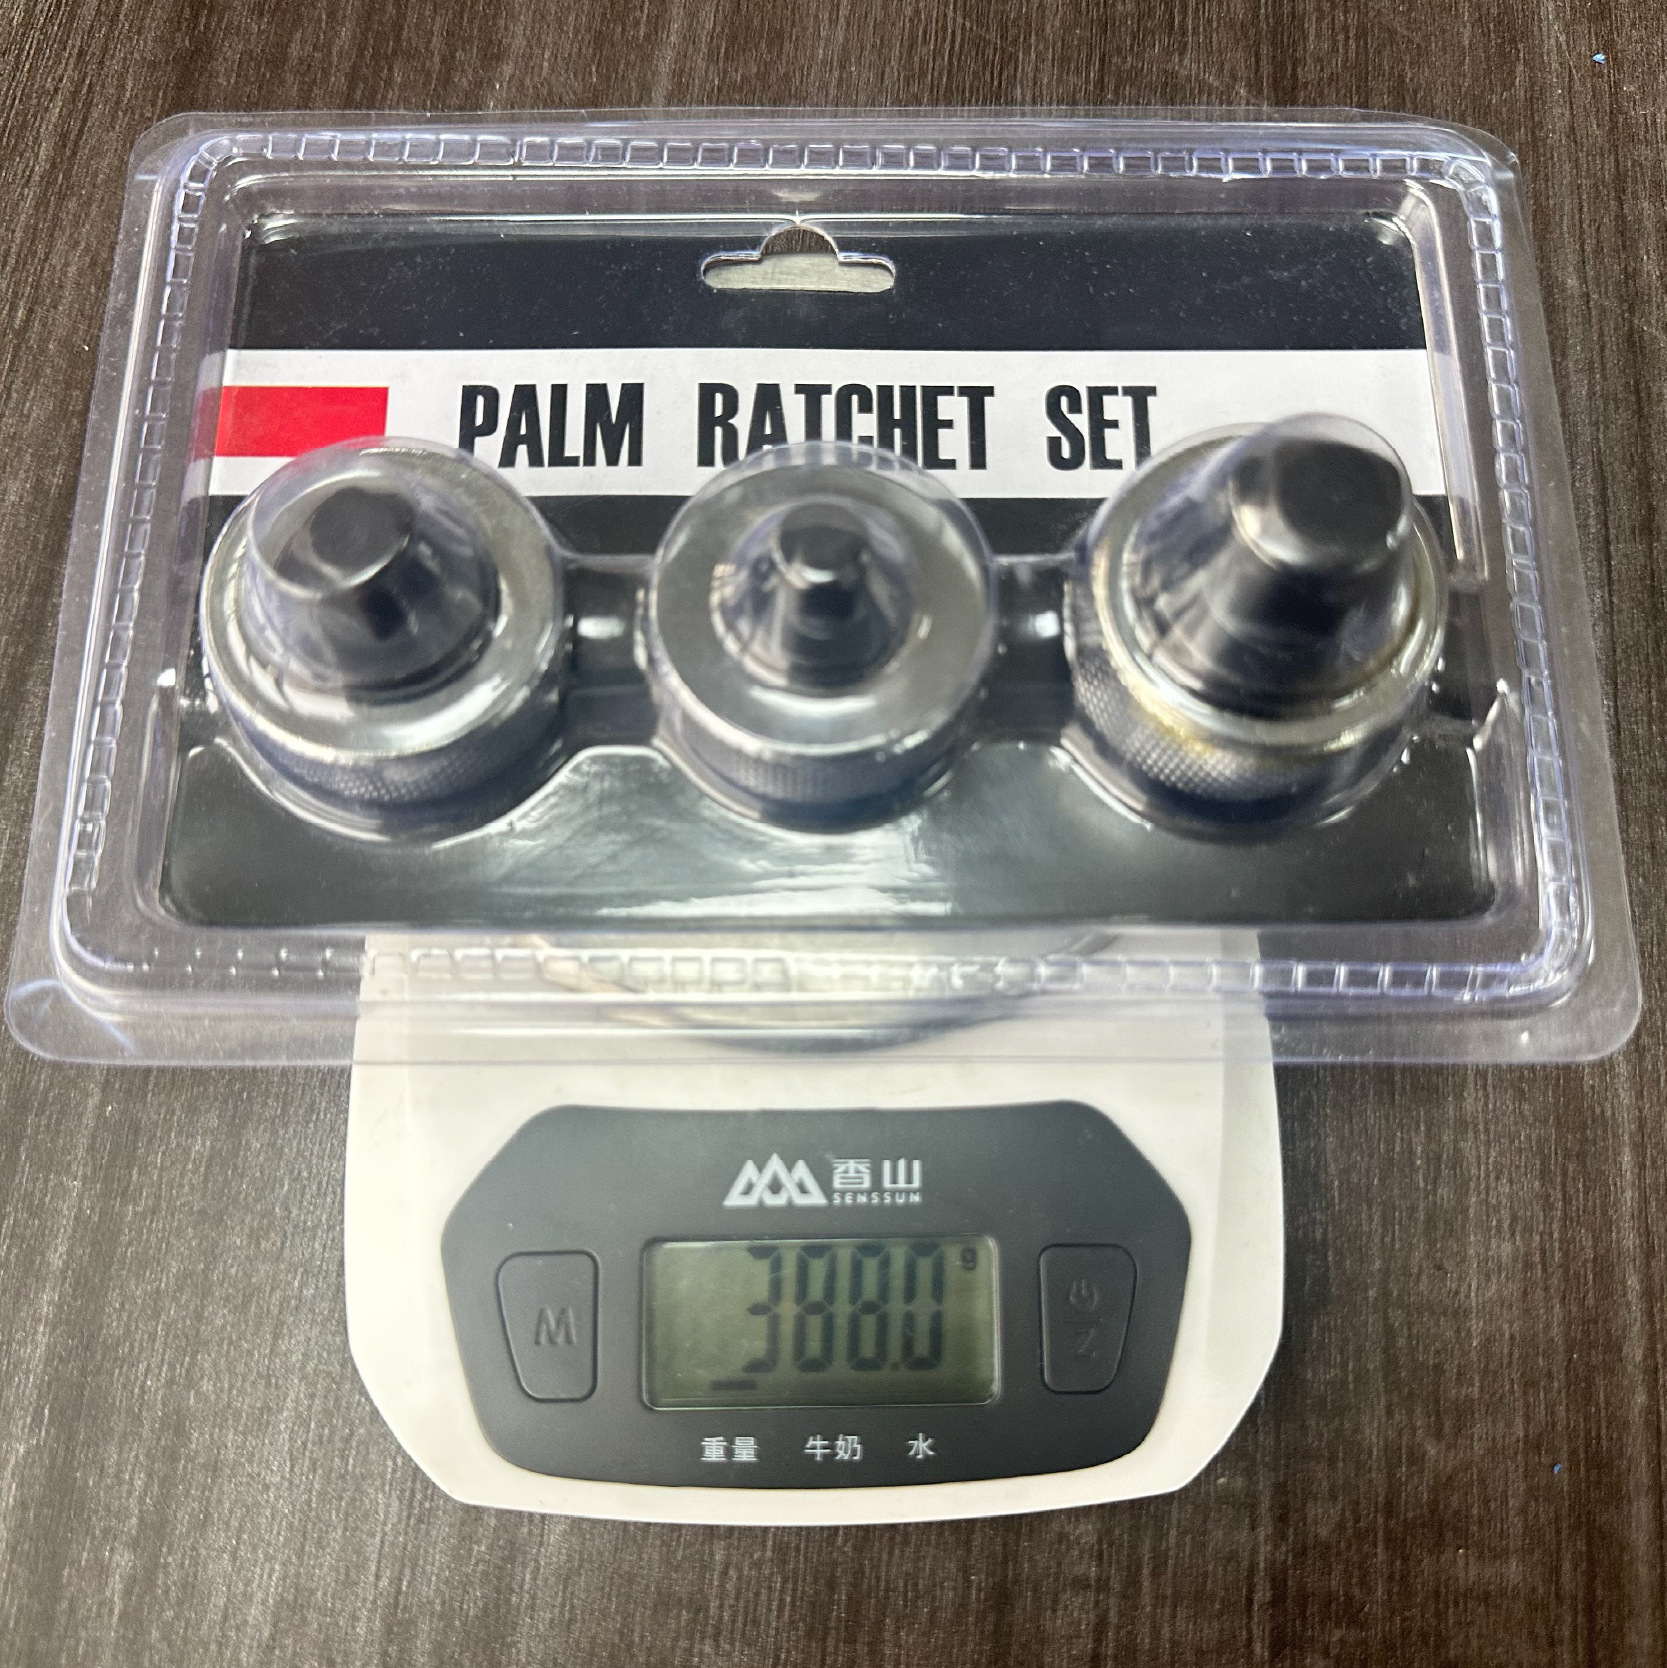 PALM RATCHET SET
香山
SENSSUN
388.0 g
M
Z
重量 牛奶 水